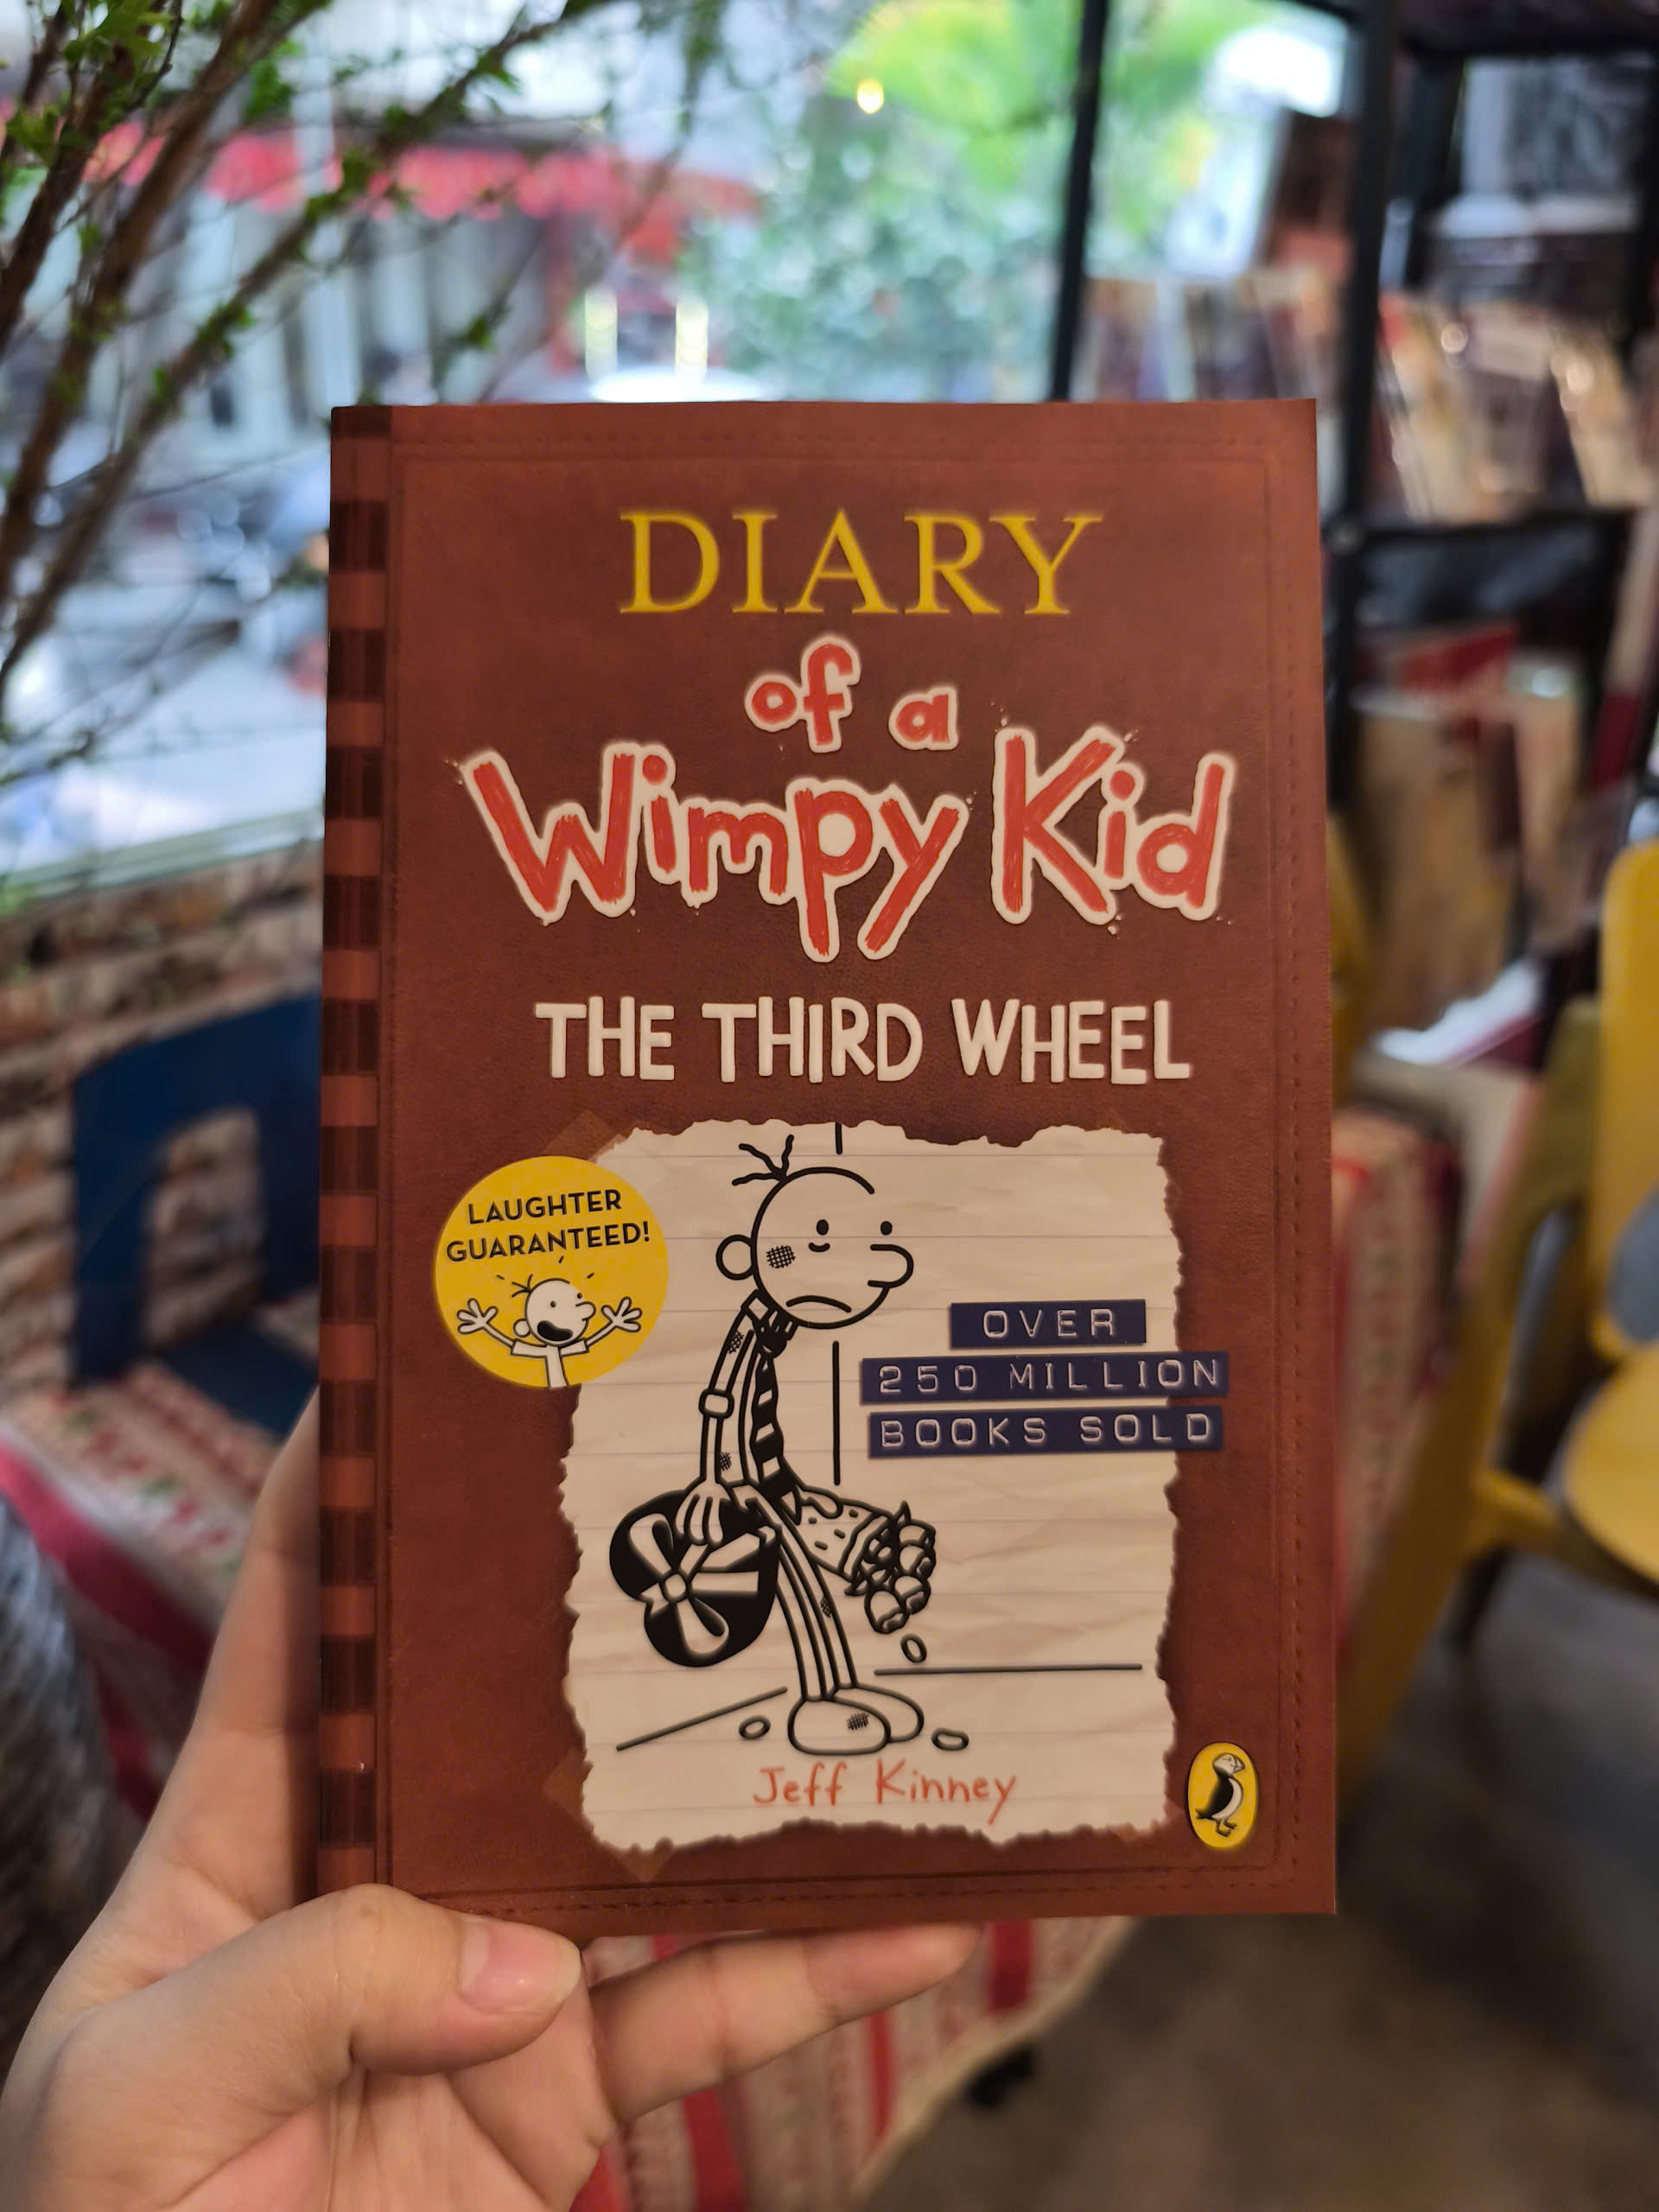 DIARY
of a
Wimpy Kid
THE THIRD WHEEL
LAUGHTER
GUARANTEED!
OVER
250 MILLION
BOOKS SOLD
Jeff Kinney